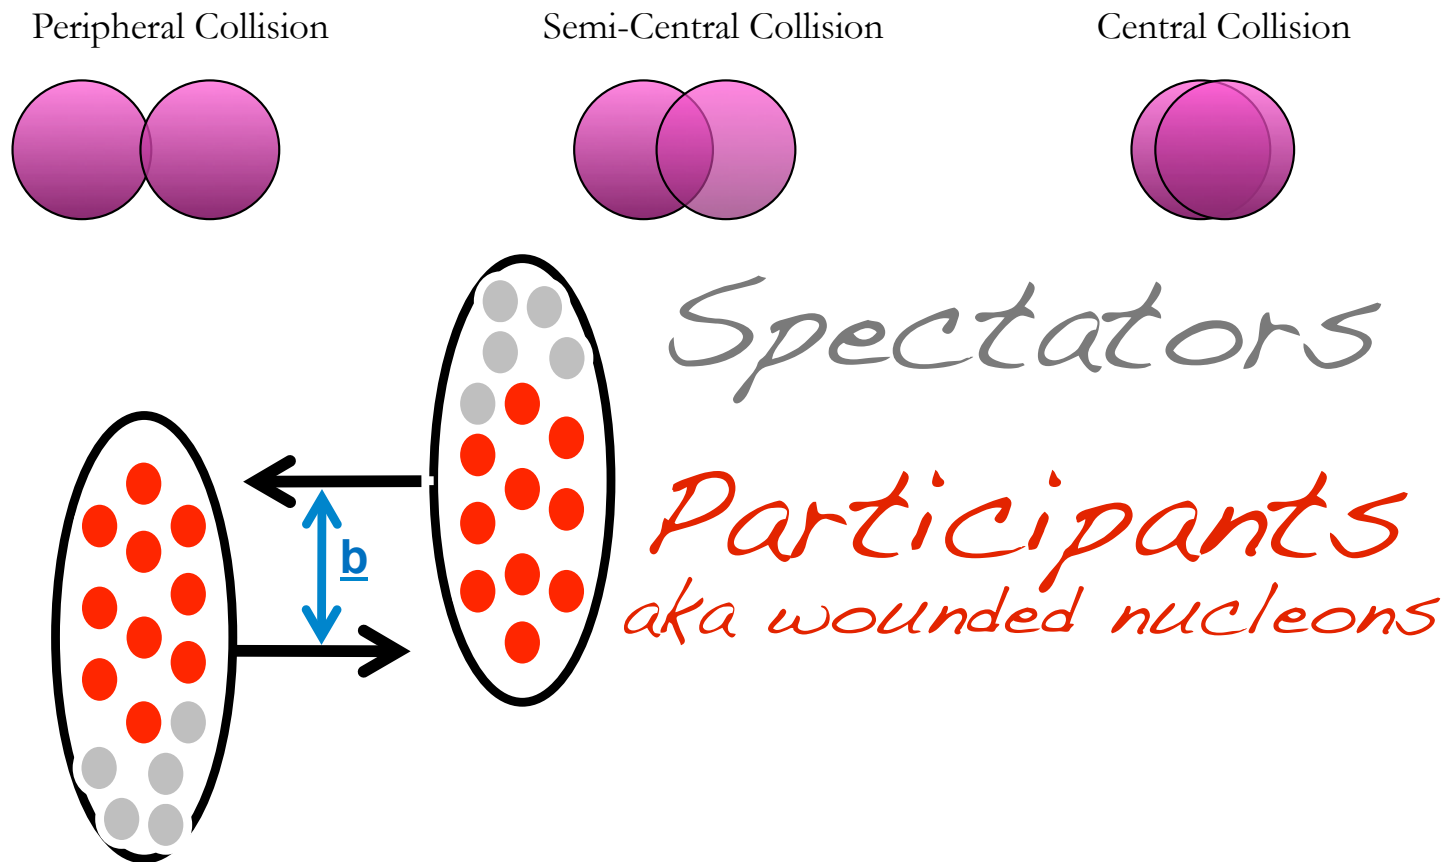 Peripheral Collision
Semi-Central Collision
Central Collision
Spectators
Participants
b
aka wounded nucleons